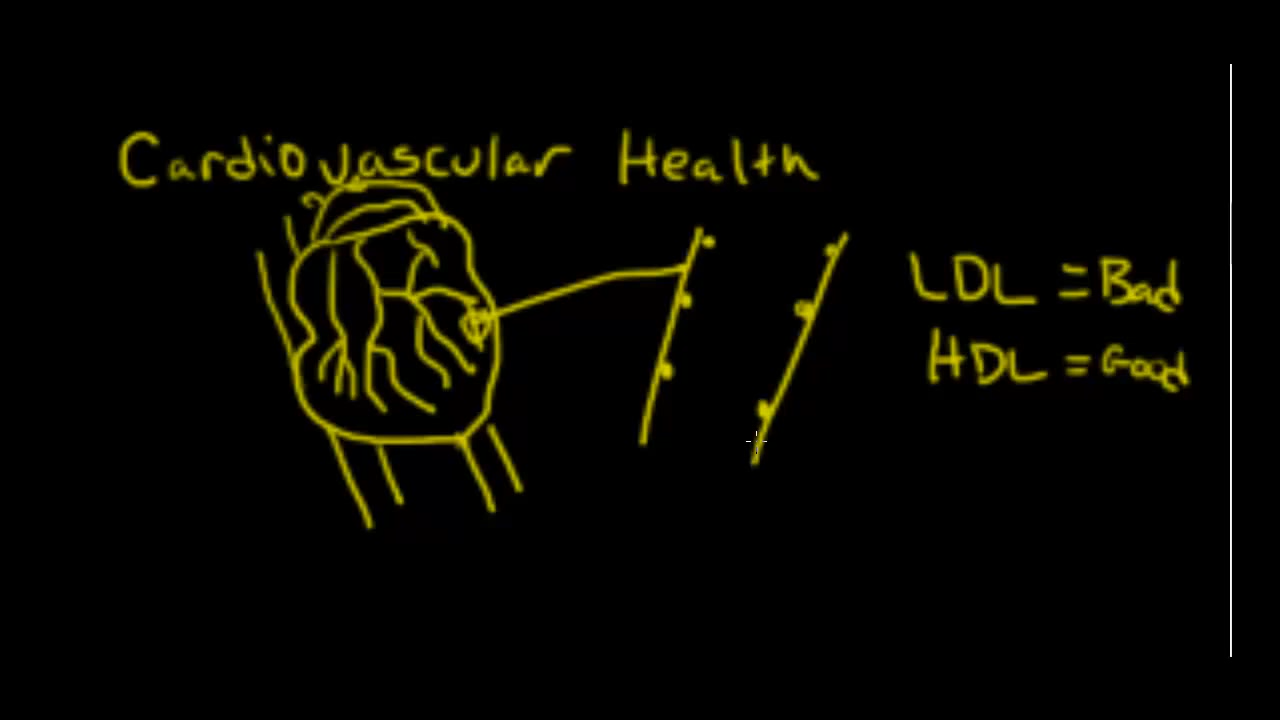 Cardiovascular Health
LDL = Bad
HDL = Good